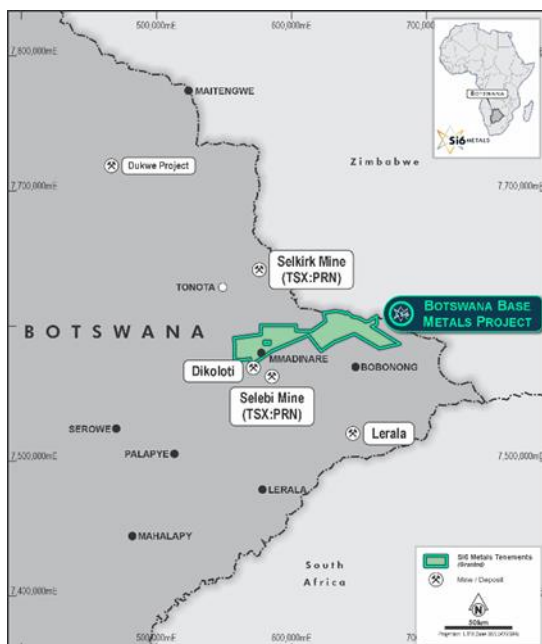 500,000mE
600,000mE
700,000mE
7,800,000mN
MAITENGWE
BOTSWANA
Si6
METALS
Dukwe Project
Zimbabwe
7,700,000mE
7,700,000mE
Selkirk Mine
(TSX:PRN)
TONOTA
BOTSWANA BASE
METALS PROJECT
BOTSWANA
MMADINARE
Dikoloti
BOBONONG
Selebi Mine
(TSX:PRN)
SEROWE
Lerala
PALAPYE
7,500,000mE
7,500,000mE
LERALA
MAHALAPY
South
Africa
Si6 Metals Tenements
(Granted)
Mine / Deposit
N
50km
7,400,000mE
500,000mE
600,000mE